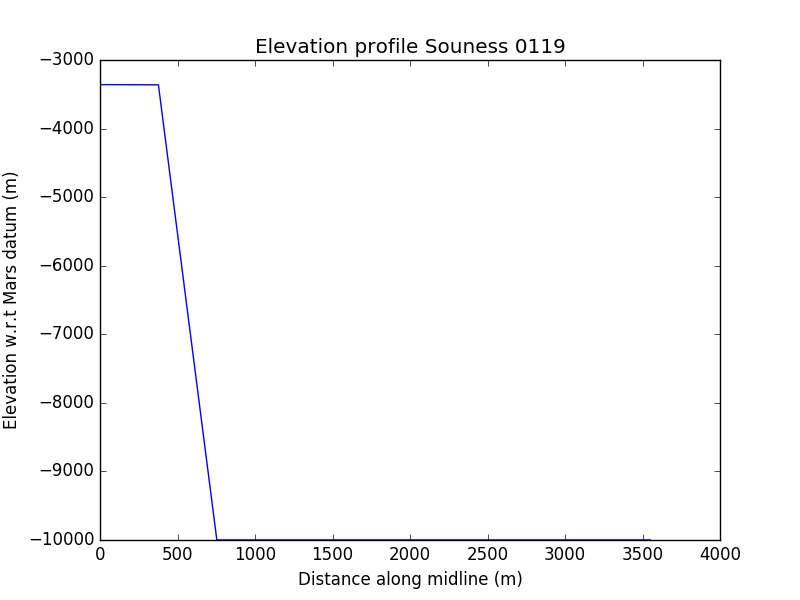 Elevation profile Souness 0119
−3000
−4000
−5000
−6000
−7000
−8000
−9000
−10000
Elevation w.r.t Mars datum (m)
0 500 1000 1500 2000 2500 3000 3500 4000
Distance along midline (m)